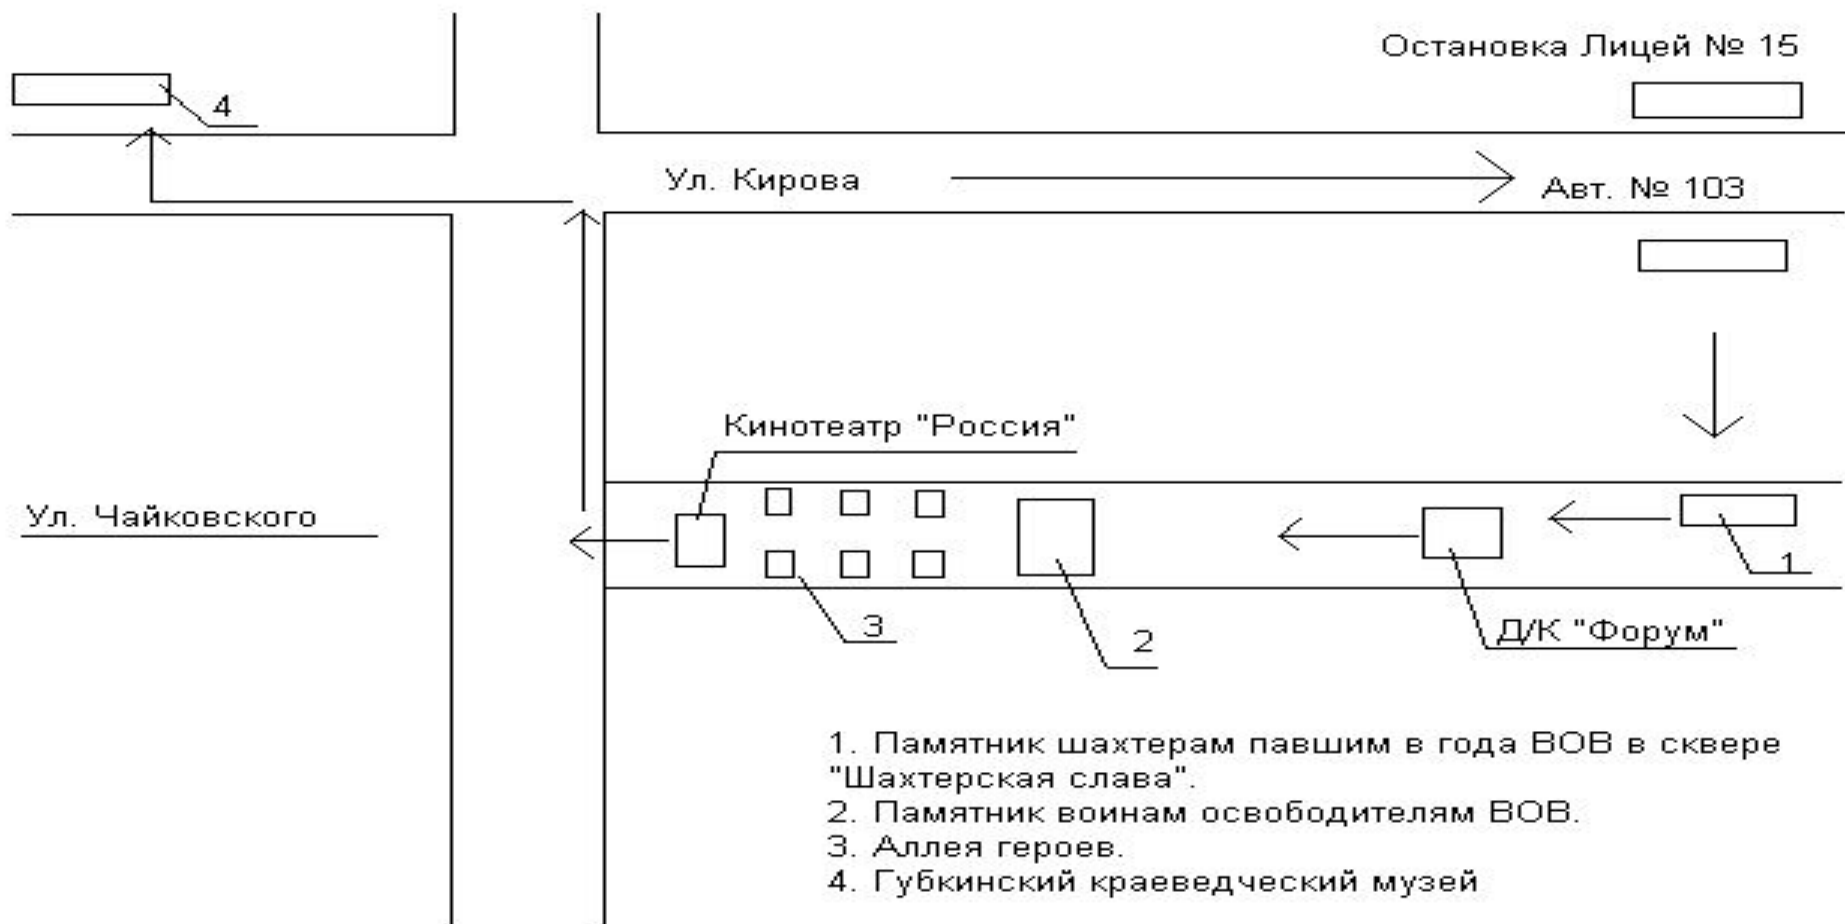 Остановка Лицей № 15
4
Ул. Кирова
Авт. № 103
Кинотеатр "Россия"
Ул. Чайковского
1
3
2
Д/К "Форум"
1. Памятник шахтерам павшим в года ВОВ в сквере
"Шахтерская слава".
2. Памятник воинам освободителям ВОВ.
3. Аллея героев.
4. Губкинский краеведческий музей